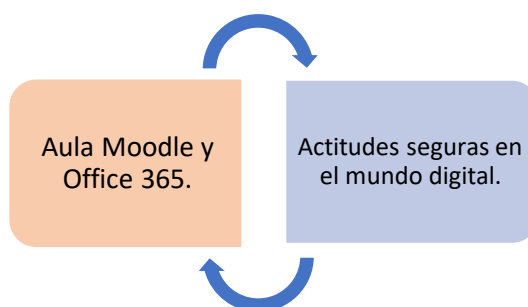 Aula Moodle y
Office 365.
Actitudes seguras en
el mundo digital.